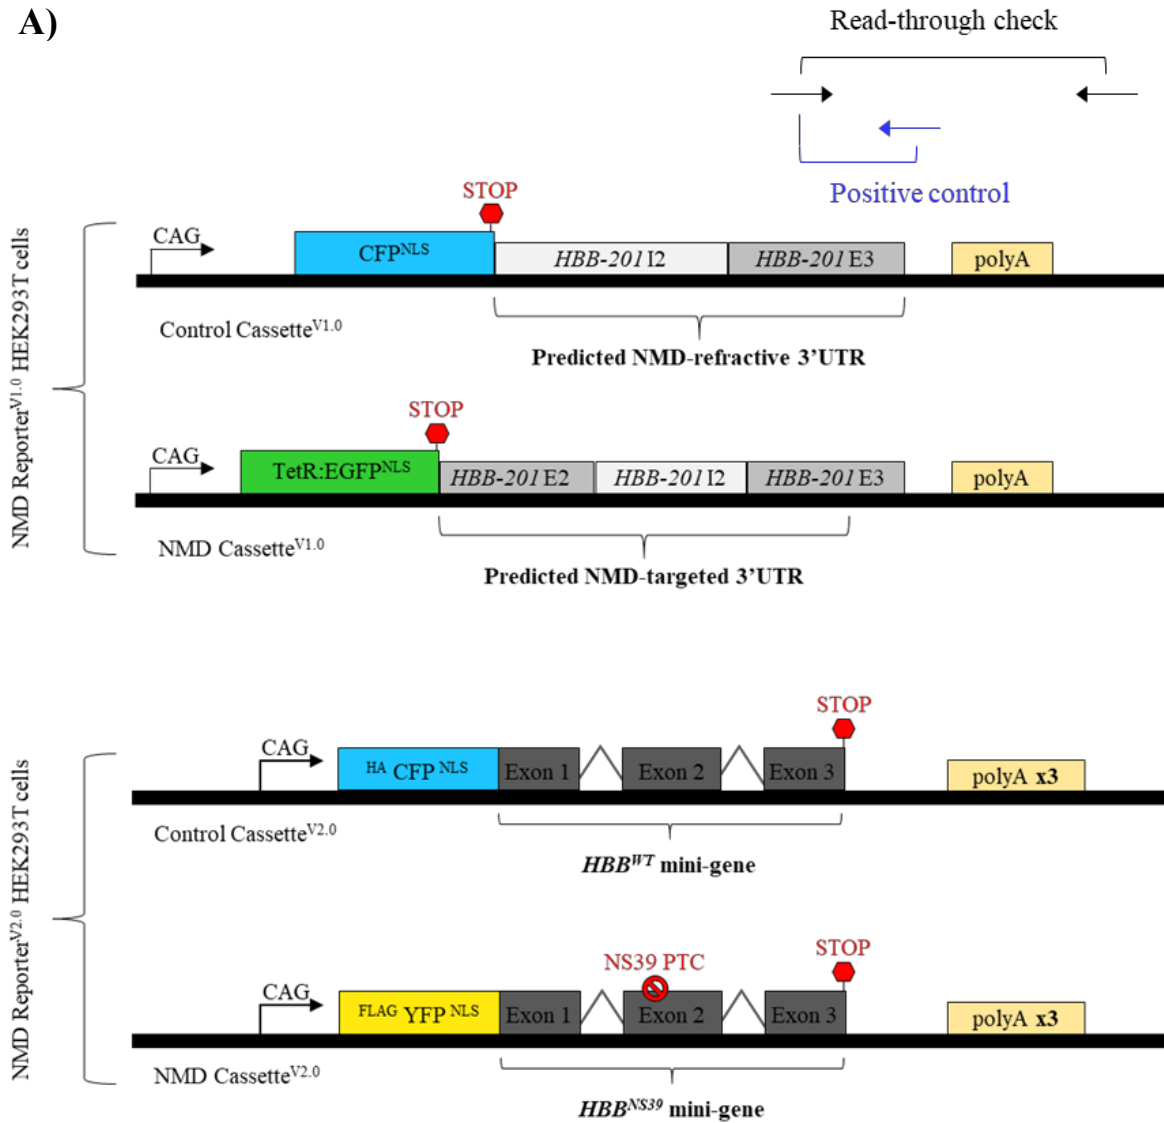 A)
Read-through check
Positive control
NMD Reporter^V1.0 HEK293T cells
STOP
CAG
CFP^NLS
HBB-201 I2
HBB-201 E3
polyA
Control Cassette^V1.0
Predicted NMD-refractive 3’UTR
STOP
CAG
TetR:EGFP^NLS
HBB-201 E2
HBB-201 I2
HBB-201 E3
polyA
NMD Cassette^V1.0
Predicted NMD-targeted 3’UTR
NMD Reporter^V2.0 HEK293T cells
STOP
CAG
HA CFP NLS
Exon 1
Exon 2
Exon 3
polyA x3
Control Cassette^V2.0
HBB^WT mini-gene
STOP
NS39 PTC
CAG
FLAG YFP NLS
Exon 1
Exon 2
Exon 3
polyA x3
NMD Cassette^V2.0
HBB^NS39 mini-gene